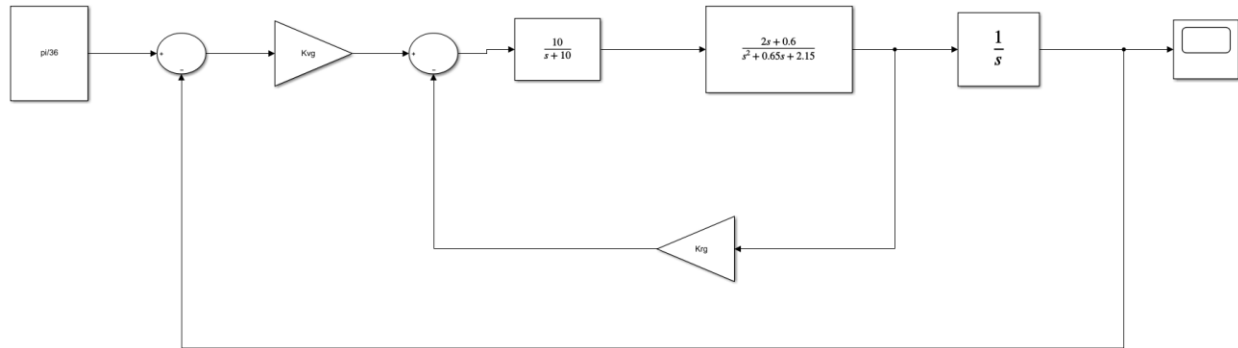 pi/36
+
−
Kvg
+
−
10
s + 10
2s + 0.6
s² + 0.65s + 2.15
1
s
Krg